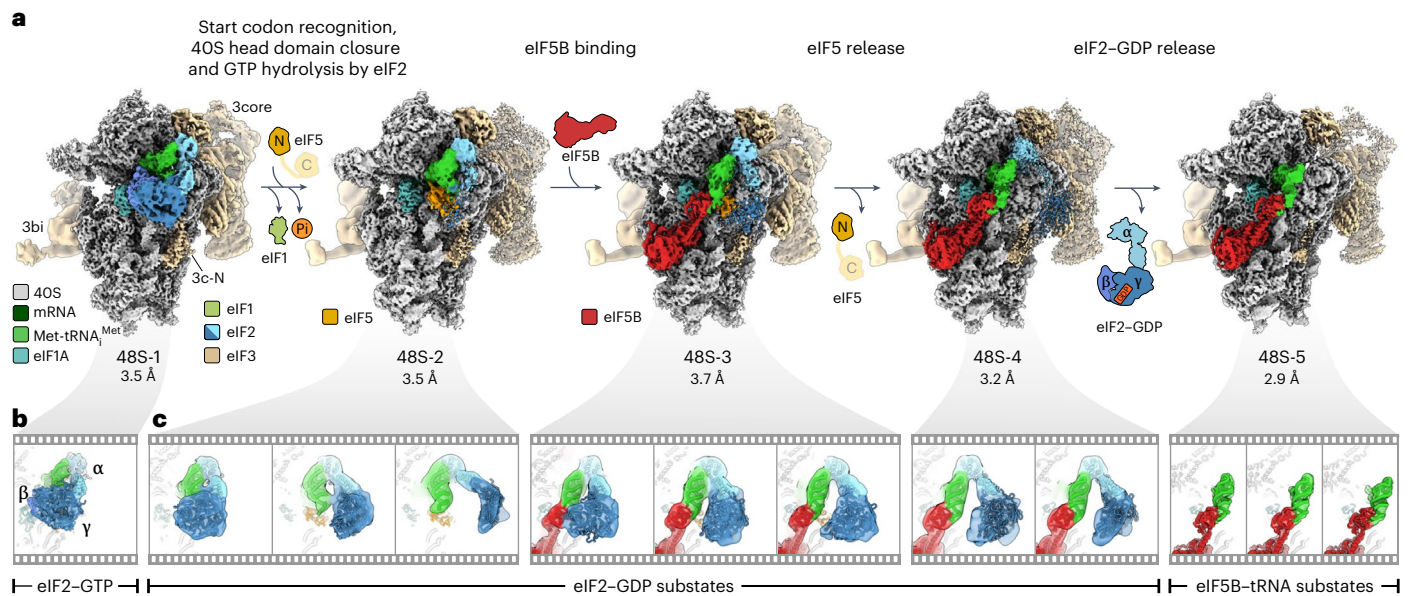 a
Start codon recognition,
40S head domain closure
and GTP hydrolysis by eIF2
eIF5B binding
eIF5 release
eIF2–GDP release
3core
N eIF5
C
eIF5B
3bi
eIF1
Pi
3c-N
N
C
eIF5
α
β γ
GDP
eIF2–GDP
40S
mRNA
Met-tRNAiMet
eIF1A
eIF1
eIF2
eIF3
eIF5
eIF5B
48S-1
3.5 Å
48S-2
3.5 Å
48S-3
3.7 Å
48S-4
3.2 Å
48S-5
2.9 Å
b
c
α
β
γ
eIF2–GTP
eIF2–GDP substates
eIF5B–tRNA substates